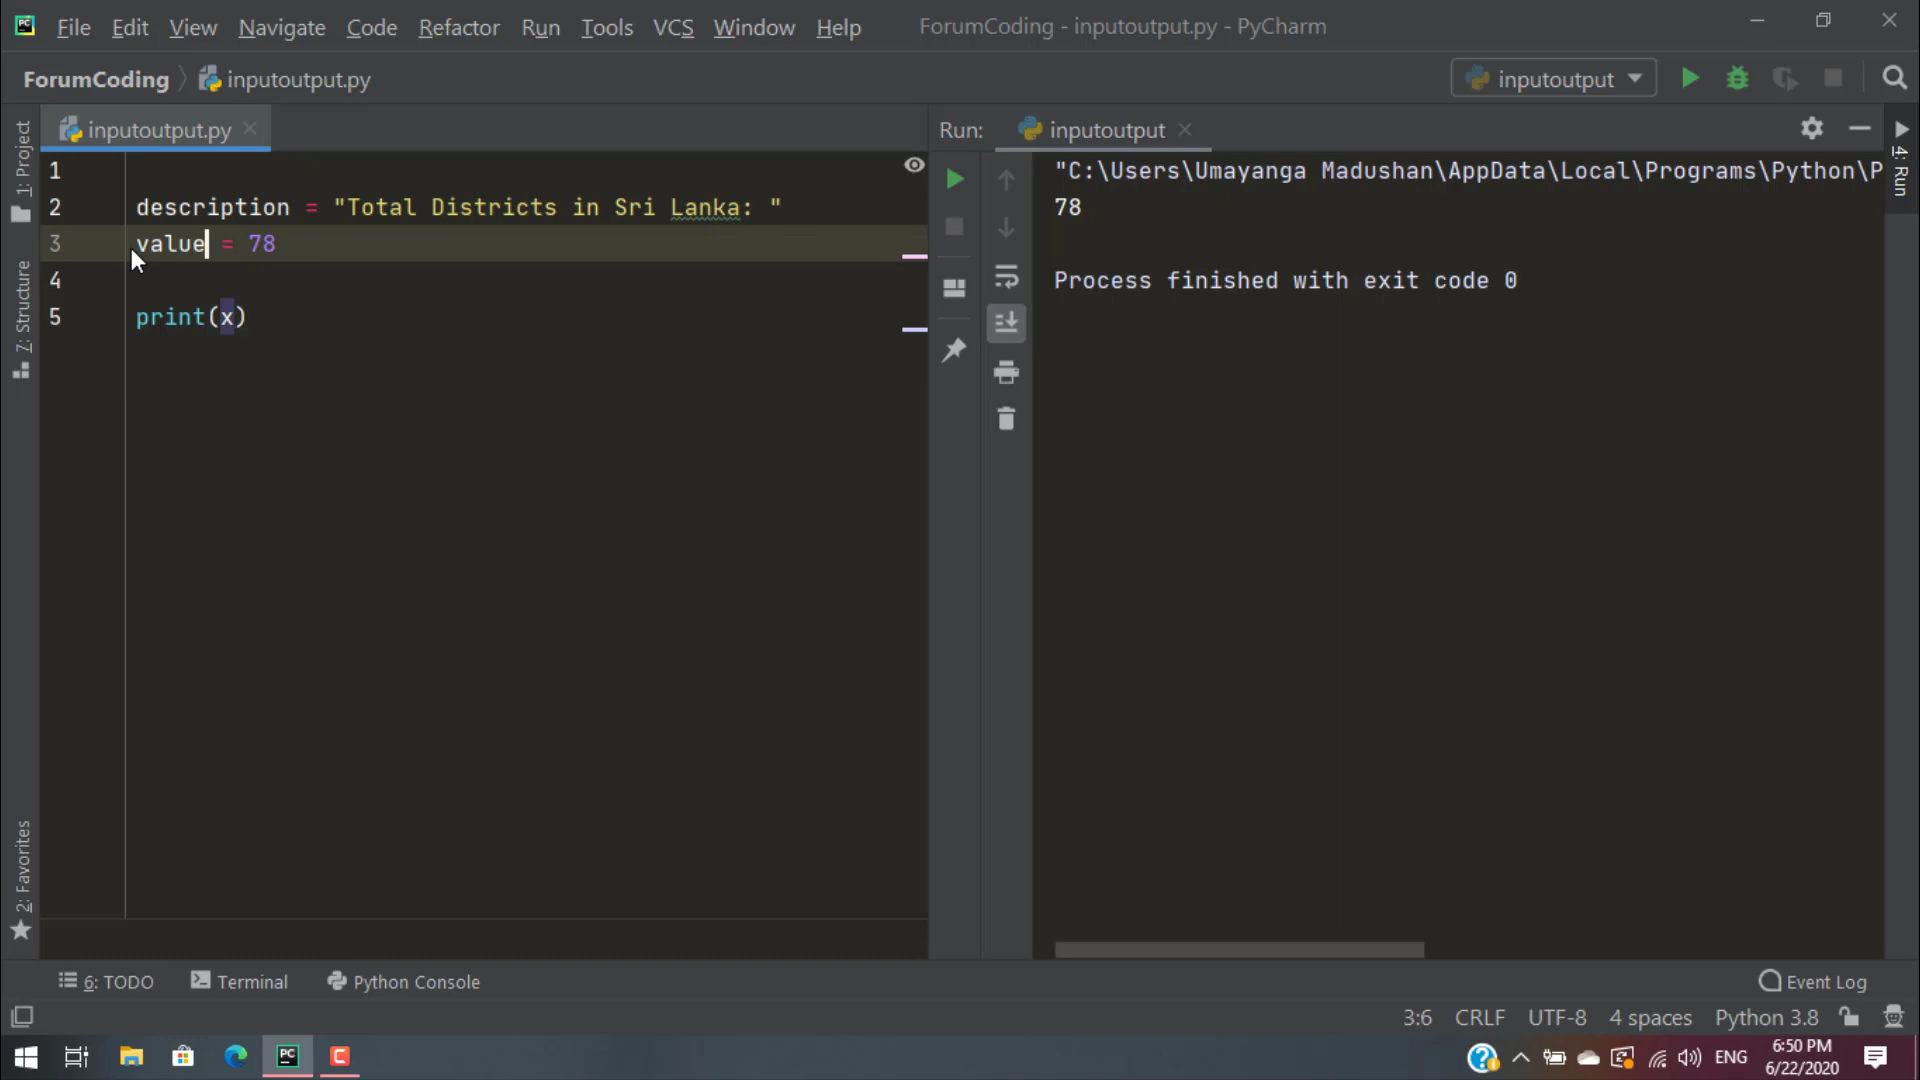 PC File Edit View Navigate Code Refactor Run Tools VCS Window Help ForumCoding - inputoutput.py - PyCharm
ForumCoding inputoutput.py inputoutput
1: Project
inputoutput.py
Run: inputoutput
4: Run
1
2 description = "Total Districts in Sri Lanka: "
3 value = 78
4
5 print(x)
"C:\Users\Umayanga Madushan\AppData\Local\Programs\Python\P
78
Process finished with exit code 0
7: Structure
2: Favorites
6: TODO Terminal Python Console Event Log
3:6 CRLF UTF-8 4 spaces Python 3.8
PC C ENG 6:50 PM
6/22/2020